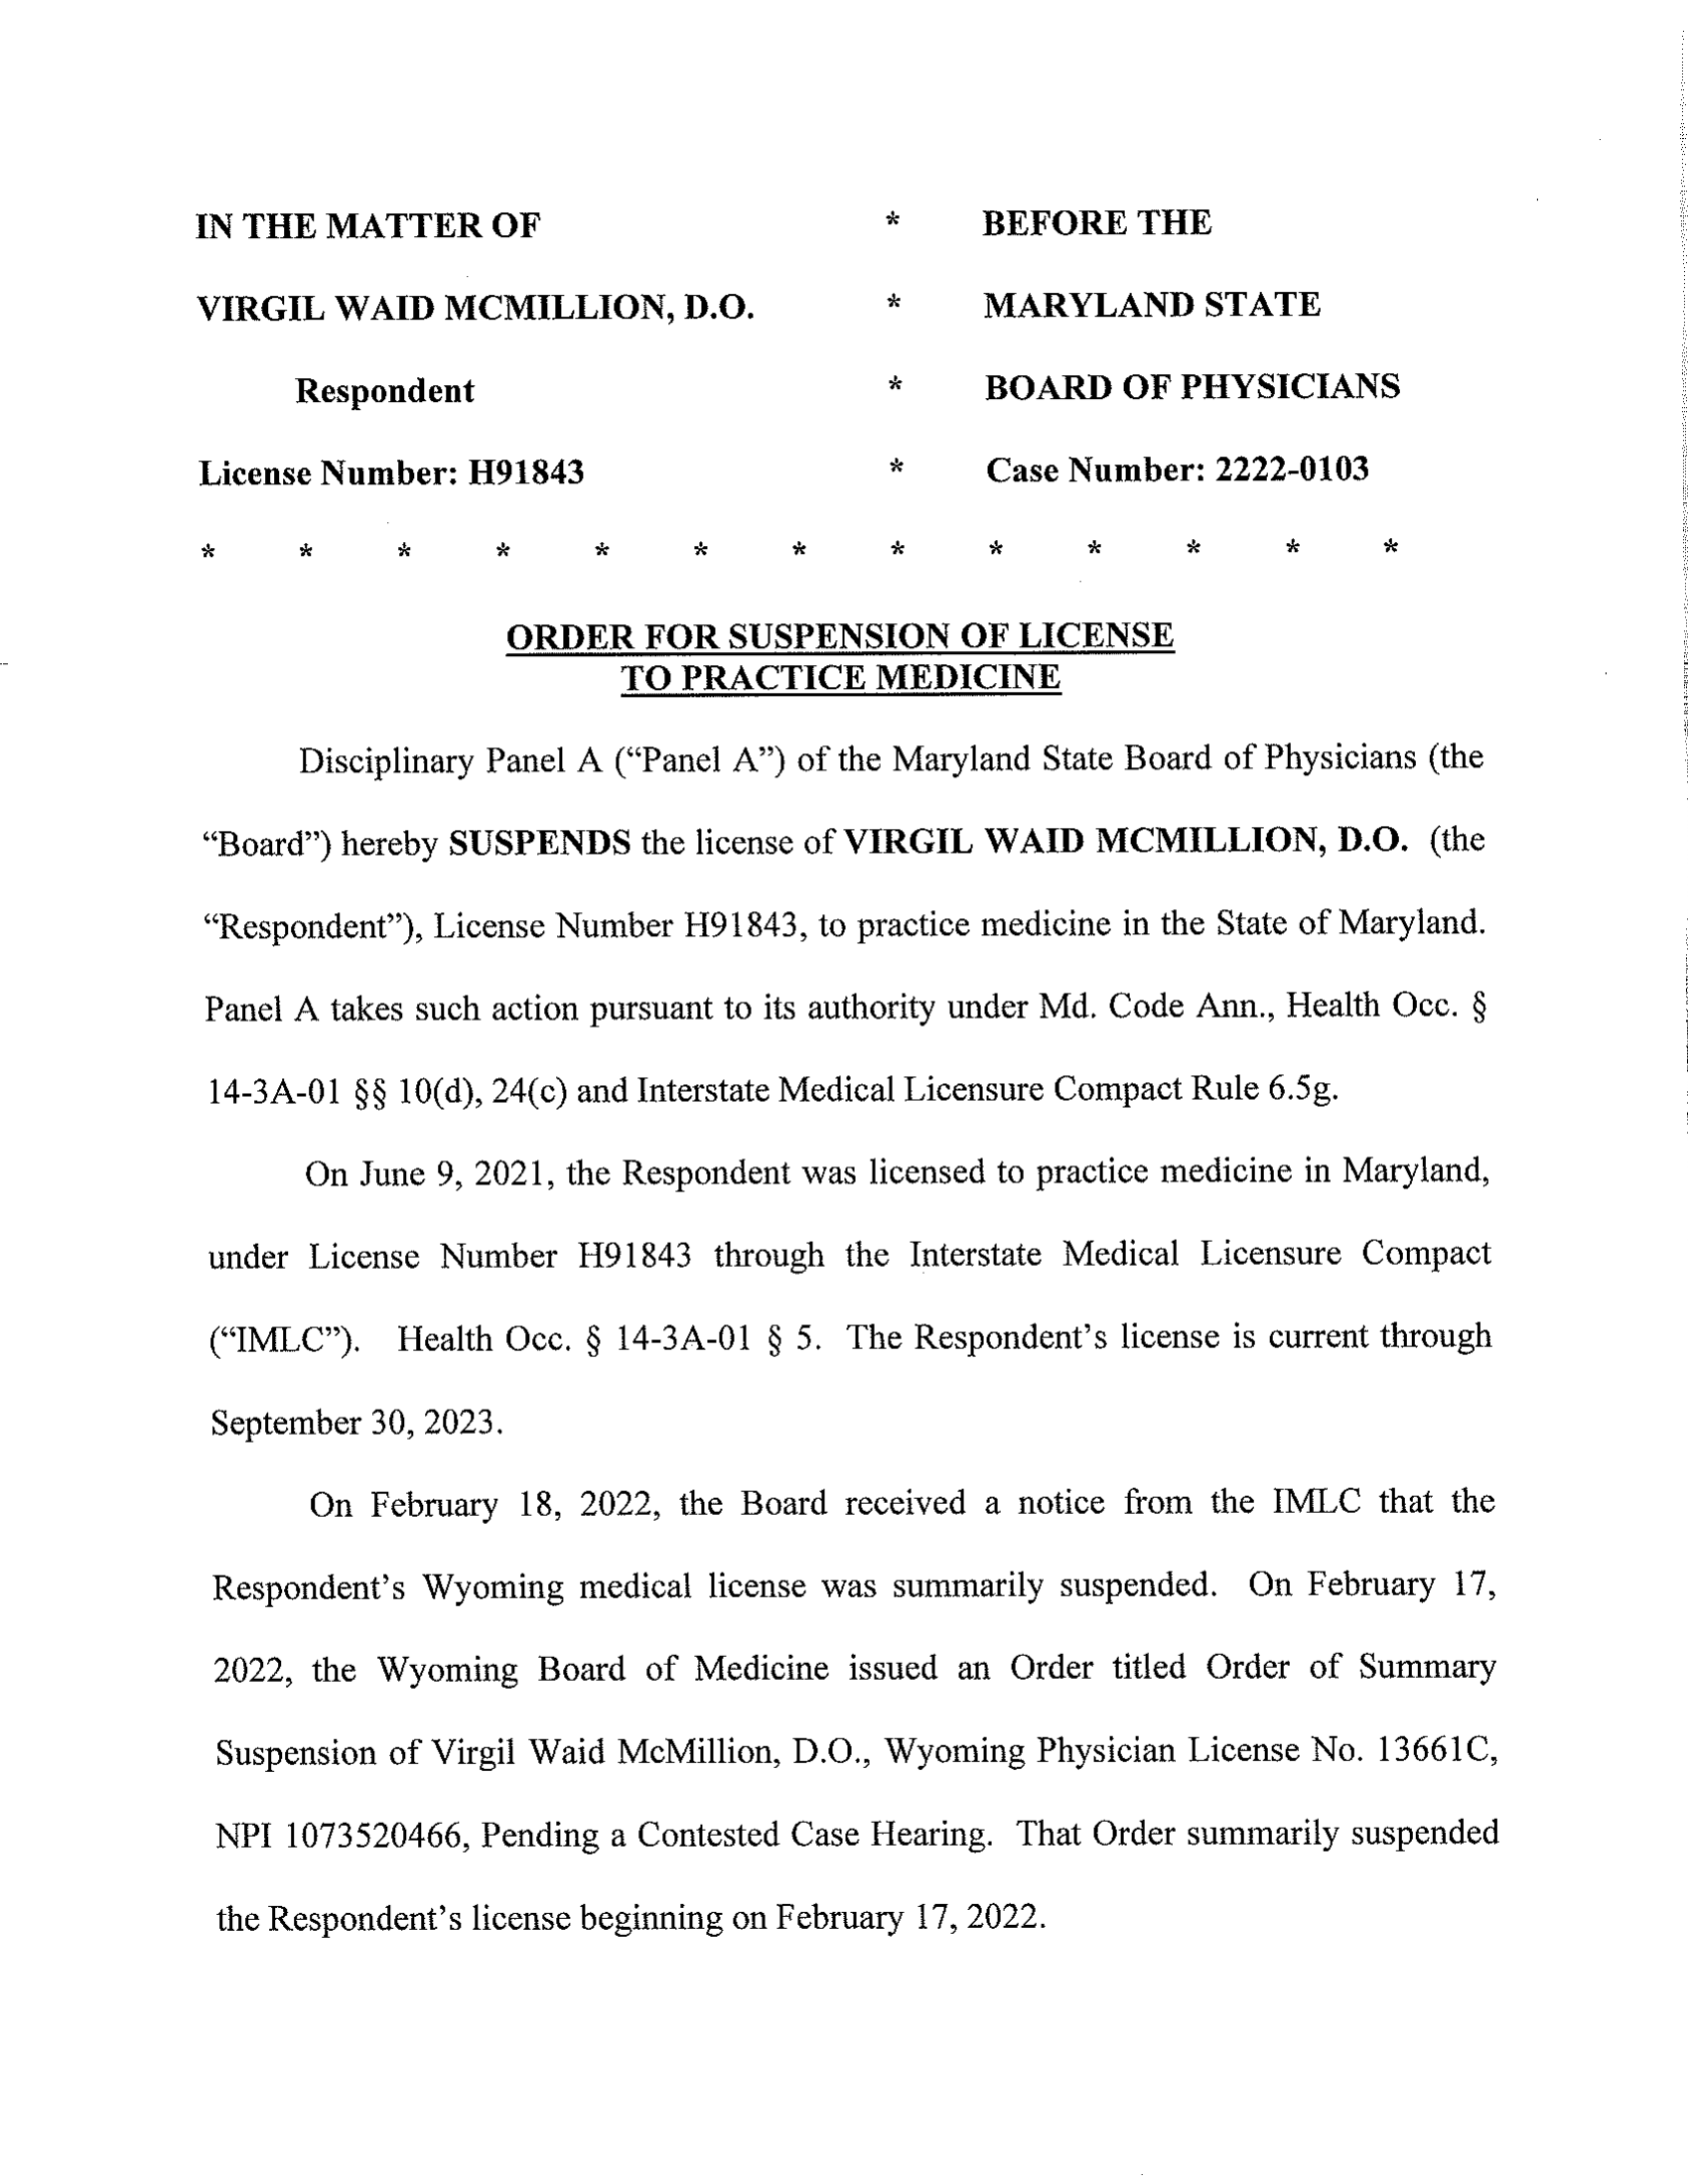 IN THE MATTER OF * BEFORE THE
VIRGIL WAID MCMILLION, D.O. * MARYLAND STATE
Respondent * BOARD OF PHYSICIANS
License Number: H91843 * Case Number: 2222-0103
* * * * * * * * * * * * *
ORDER FOR SUSPENSION OF LICENSE
TO PRACTICE MEDICINE
Disciplinary Panel A (“Panel A”) of the Maryland State Board of Physicians (the
“Board”) hereby SUSPENDS the license of VIRGIL WAID MCMILLION, D.O. (the
“Respondent”), License Number H91843, to practice medicine in the State of Maryland.
Panel A takes such action pursuant to its authority under Md. Code Ann., Health Occ. §
14-3A-01 §§ 10(d), 24(c) and Interstate Medical Licensure Compact Rule 6.5g.
On June 9, 2021, the Respondent was licensed to practice medicine in Maryland,
under License Number H91843 through the Interstate Medical Licensure Compact
(“IMLC”). Health Occ. § 14-3A-01 § 5. The Respondent’s license is current through
September 30, 2023.
On February 18, 2022, the Board received a notice from the IMLC that the
Respondent’s Wyoming medical license was summarily suspended. On February 17,
2022, the Wyoming Board of Medicine issued an Order titled Order of Summary
Suspension of Virgil Waid McMillion, D.O., Wyoming Physician License No. 13661C,
NPI 1073520466, Pending a Contested Case Hearing. That Order summarily suspended
the Respondent’s license beginning on February 17, 2022.